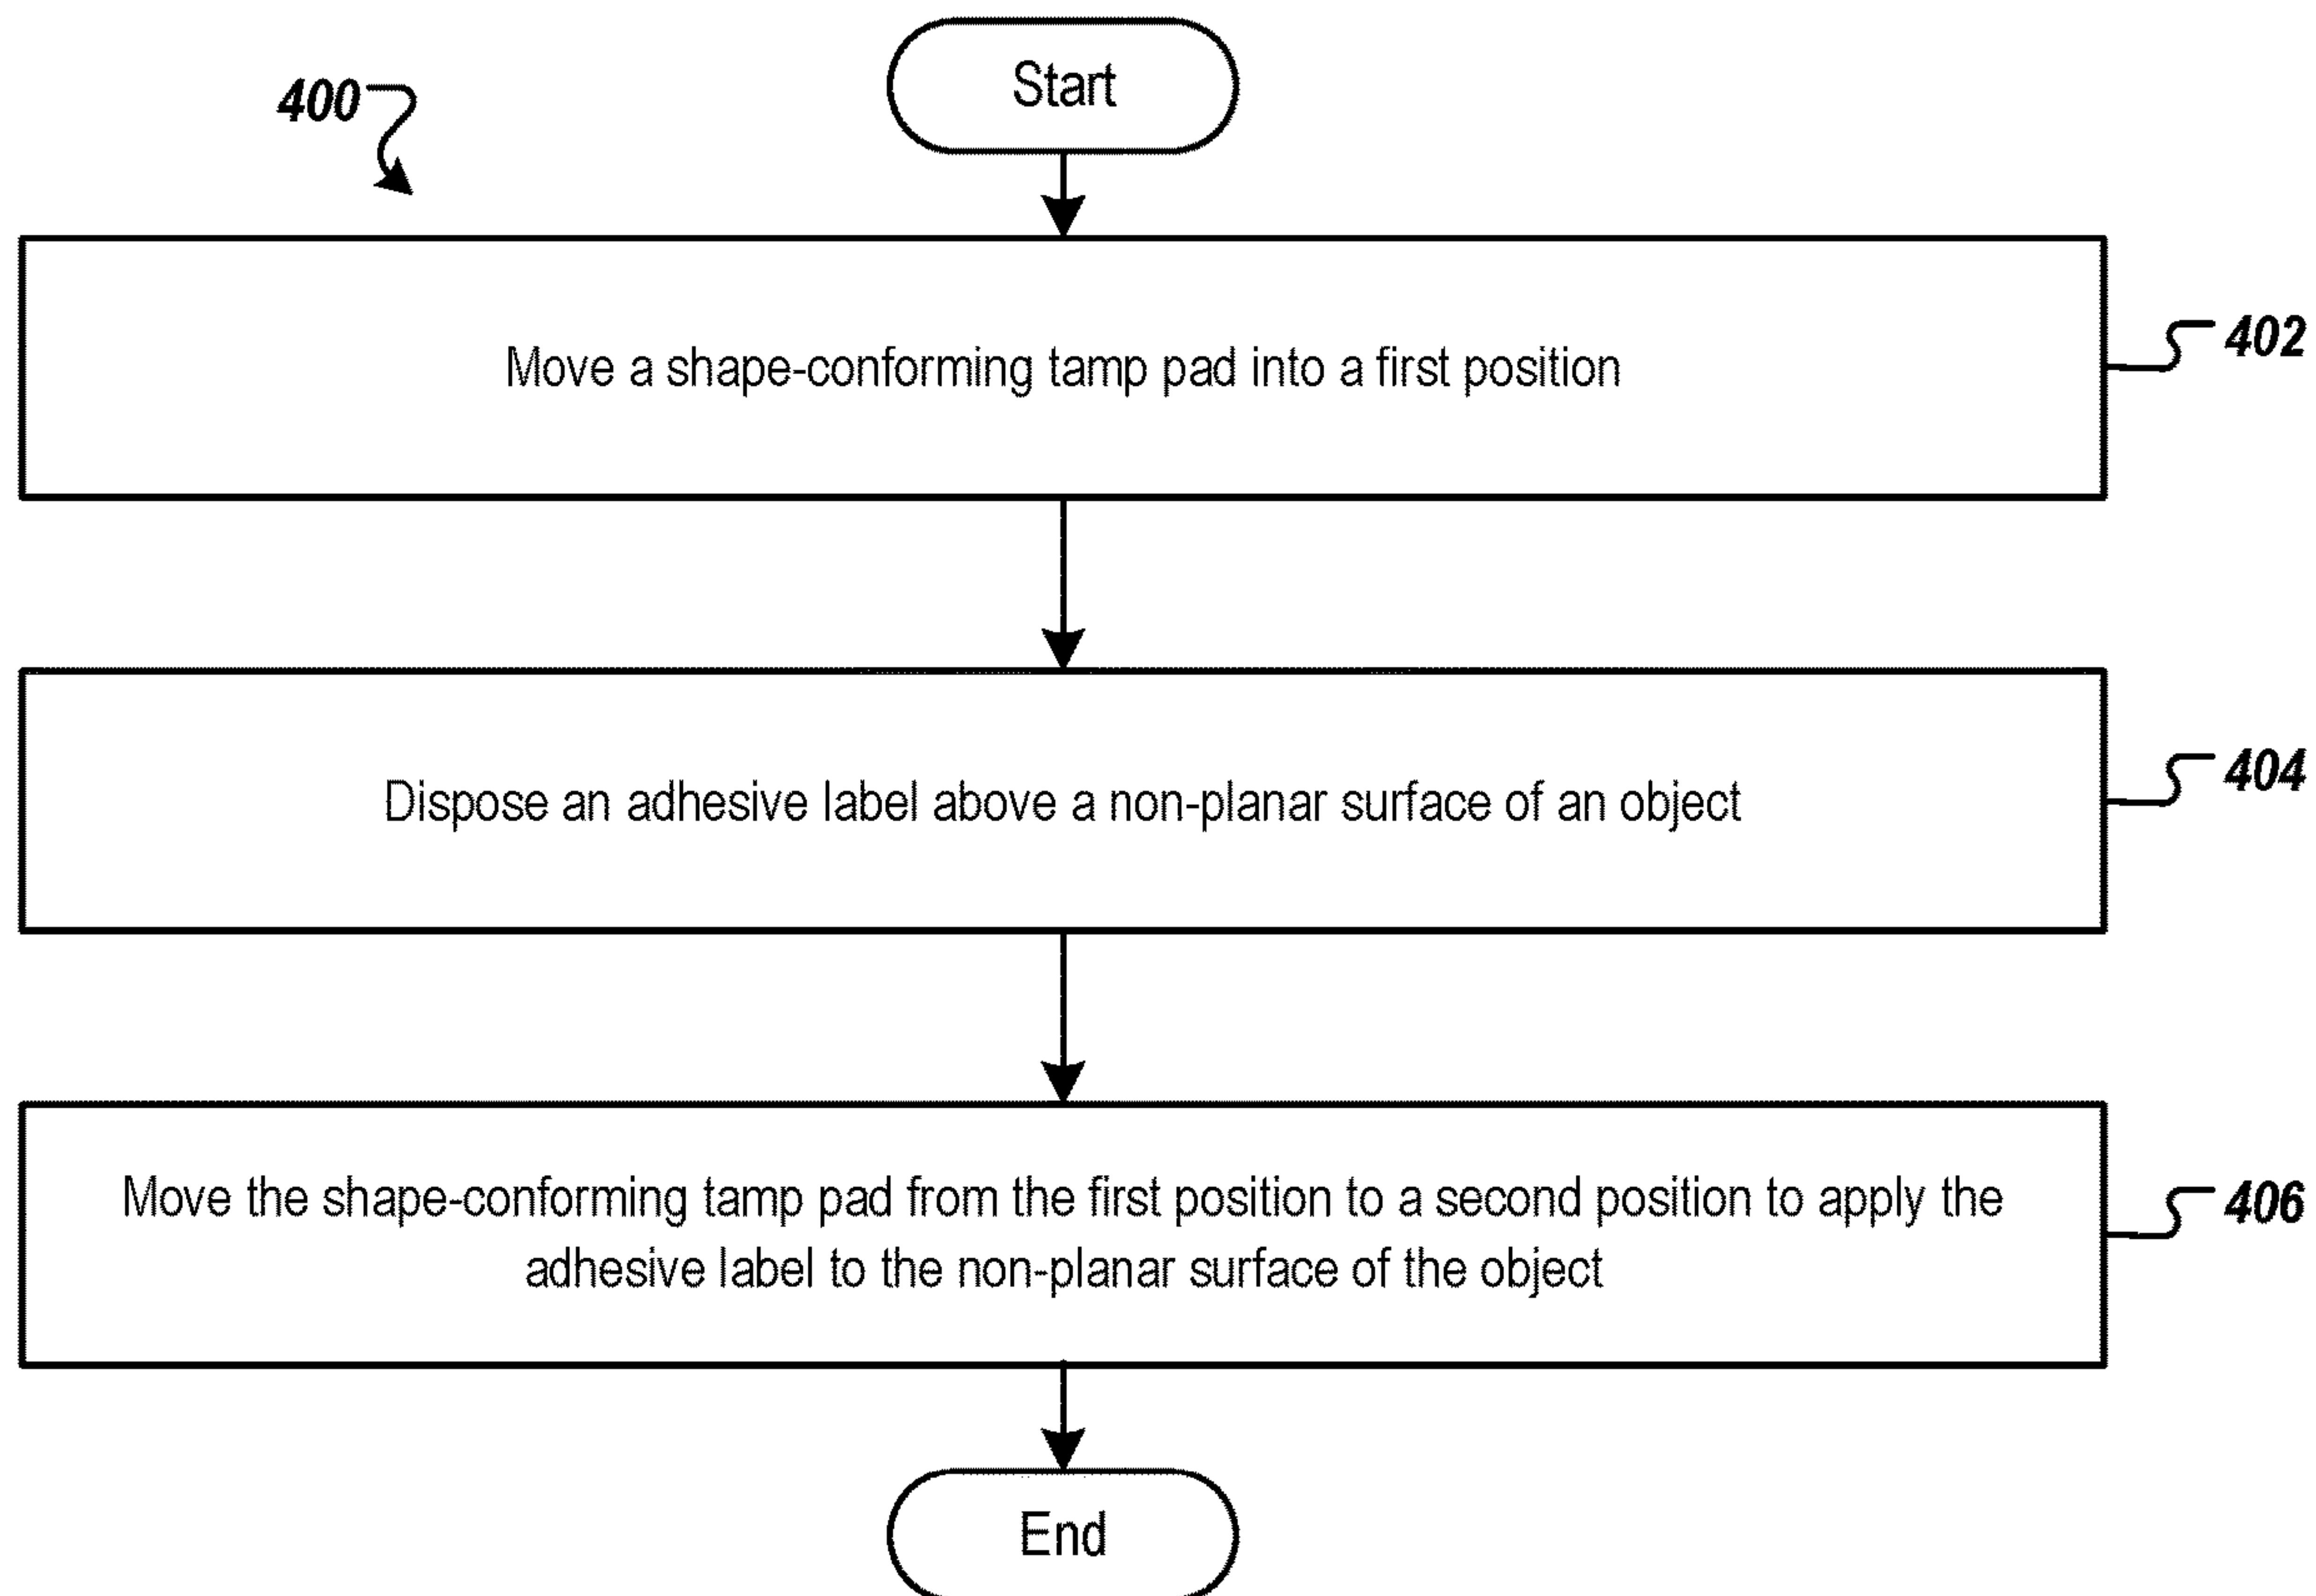 Start
400
Move a shape-conforming tamp pad into a first position
402
Dispose an adhesive label above a non-planar surface of an object
404
Move the shape-conforming tamp pad from the first position to a second position to apply the
adhesive label to the non-planar surface of the object
406
End